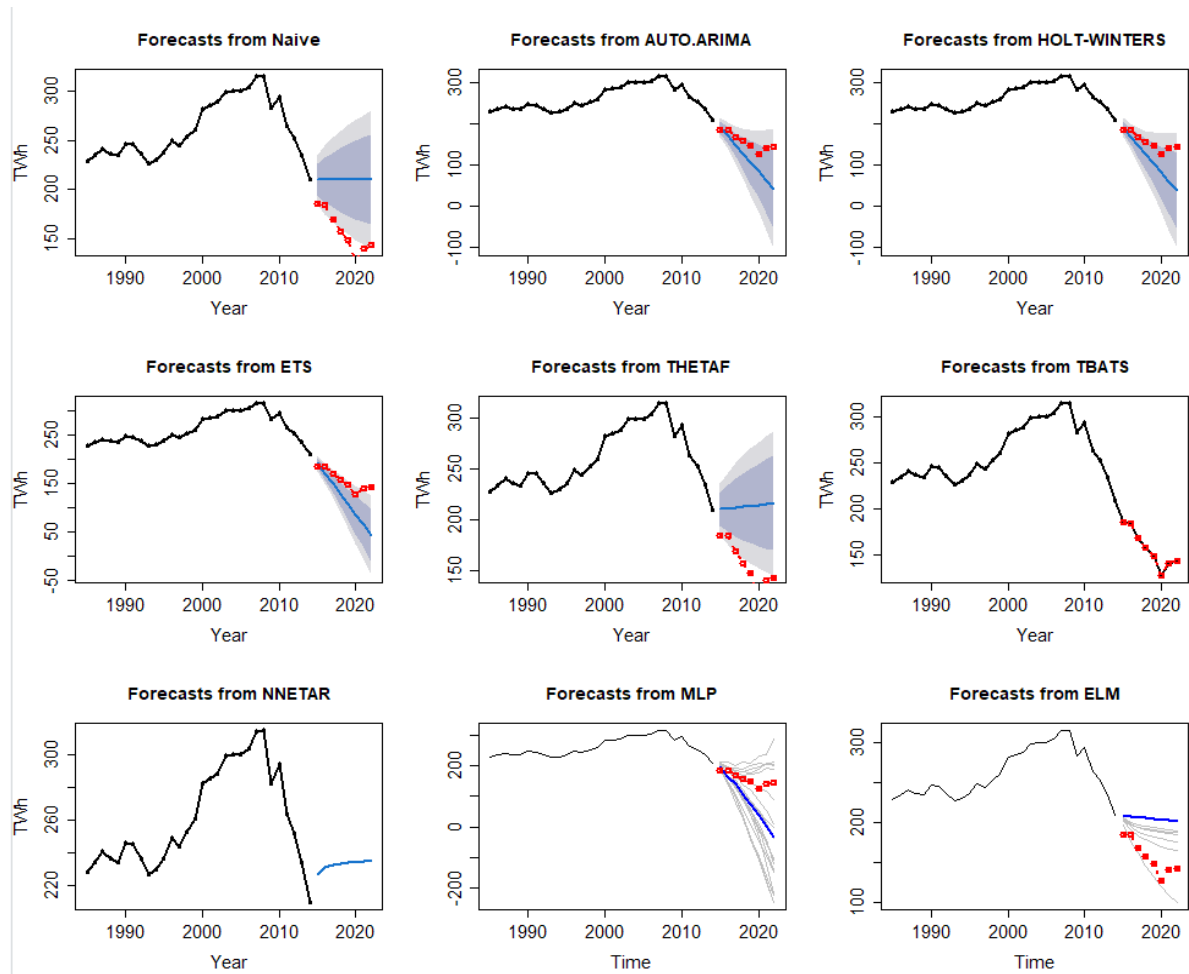 Forecasts from Naive
TWh
300
250
200
150
1990 2000 2010 2020
Year
Forecasts from AUTO.ARIMA
TWh
300
100
0
-100
1990 2000 2010 2020
Year
Forecasts from HOLT-WINTERS
TWh
300
100
0
-100
1990 2000 2010 2020
Year
Forecasts from ETS
TWh
250
150
50
-50
1990 2000 2010 2020
Year
Forecasts from THETAF
TWh
300
250
200
150
1990 2000 2010 2020
Year
Forecasts from TBATS
TWh
300
250
200
150
1990 2000 2010 2020
Year
Forecasts from NNETAR
TWh
300
260
220
1990 2000 2010 2020
Year
Forecasts from MLP
TWh
200
0
-200
1990 2000 2010 2020
Time
Forecasts from ELM
TWh
300
200
100
1990 2000 2010 2020
Time